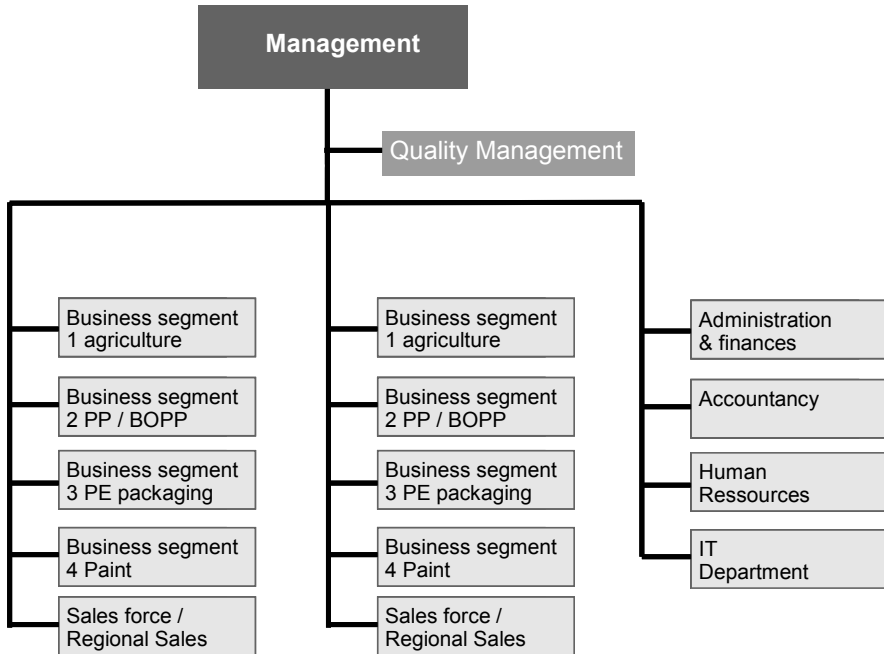 Management
Quality Management
Business segment
1 agriculture
Business segment
2 PP / BOPP
Business segment
3 PE packaging
Business segment
4 Paint
Sales force /
Regional Sales
Business segment
1 agriculture
Business segment
2 PP / BOPP
Business segment
3 PE packaging
Business segment
4 Paint
Sales force /
Regional Sales
Administration
& finances
Accountancy
Human
Ressources
IT
Department